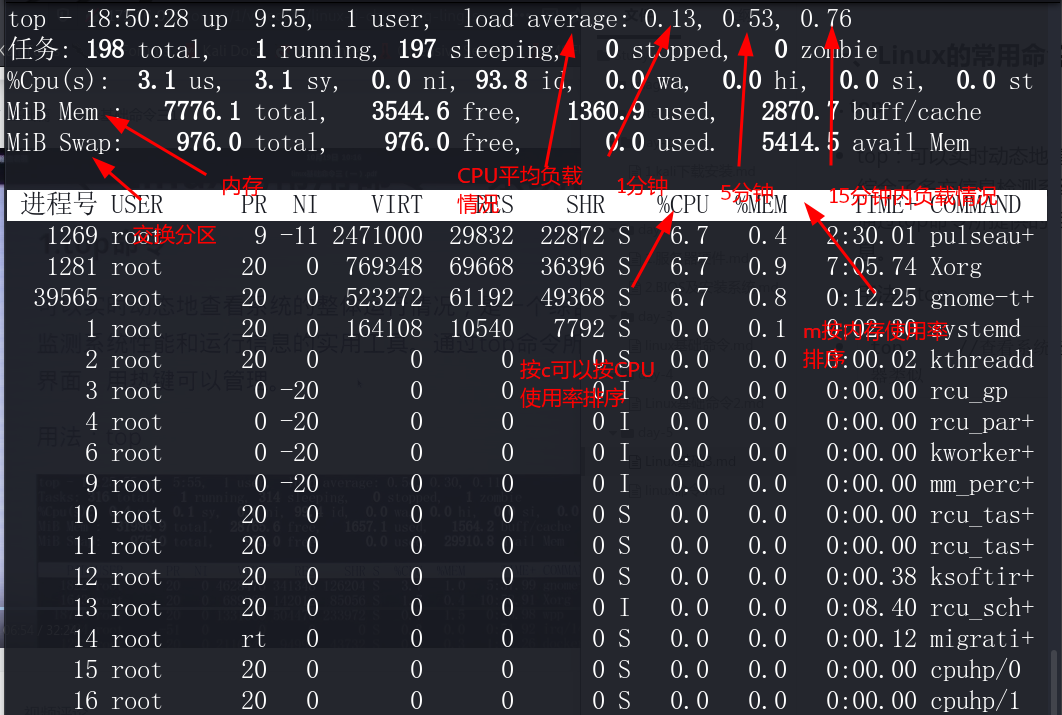 top - 18:50:28 up  9:55,  1 user,  load average: 0.13, 0.53, 0.76
任务: 198 total,   1 running, 197 sleeping,   0 stopped,   0 zombie
%Cpu(s):  3.1 us,  3.1 sy,  0.0 ni, 93.8 id,  0.0 wa,  0.0 hi,  0.0 si,  0.0 st
MiB Mem :   7776.1 total,   3544.6 free,   1360.9 used,   2870.7 buff/cache
MiB Swap:    976.0 total,    976.0 free,      0.0 used.   5414.5 avail Mem
内存
CPU平均负载
情况
1分钟
5分钟
15分钟内负载情况
交换分区
进程号 USER      PR  NI    VIRT    RES    SHR    %CPU  %MEM     TIME+ COMMAND
1269 root       9 -11 2471000  29832  22872 S   6.7   0.4   2:30.01 pulseau+
1281 root      20   0  769348  69668  36396 S   6.7   0.9   7:05.74 Xorg
39565 root      20   0  523272  61192  49368 S   6.7   0.8   0:12.25 gnome-t+
1 root      20   0  164108  10540   7792 S   0.0   0.1   0:02.38 systemd
m按内存使用率
排序
2 root      20   0       0      0      0 S   0.0   0.0   0:00.02 kthreadd
按c可以按CPU
使用率排序
3 root       0 -20       0      0      0 I   0.0   0.0   0:00.00 rcu_gp
4 root       0 -20       0      0      0 I   0.0   0.0   0:00.00 rcu_par+
6 root       0 -20       0      0      0 I   0.0   0.0   0:00.00 kworker+
9 root       0 -20       0      0      0 I   0.0   0.0   0:00.00 mm_perc+
10 root      20   0       0      0      0 S   0.0   0.0   0:00.00 rcu_tas+
11 root      20   0       0      0      0 S   0.0   0.0   0:00.00 rcu_tas+
12 root      20   0       0      0      0 S   0.0   0.0   0:00.38 ksoftir+
13 root      20   0       0      0      0 I   0.0   0.0   0:08.40 rcu_sch+
14 root      rt   0       0      0      0 S   0.0   0.0   0:00.12 migrati+
15 root      20   0       0      0      0 S   0.0   0.0   0:00.00 cpuhp/0
16 root      20   0       0      0      0 S   0.0   0.0   0:00.00 cpuhp/1